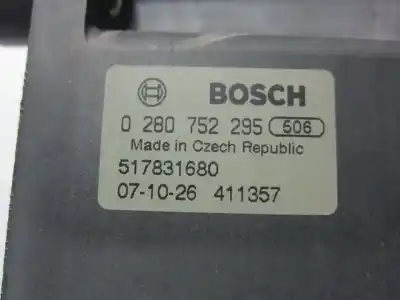 BOSCH
0 280 752 295 506
Made in Czech Republic
517831680
07-10-26 411357